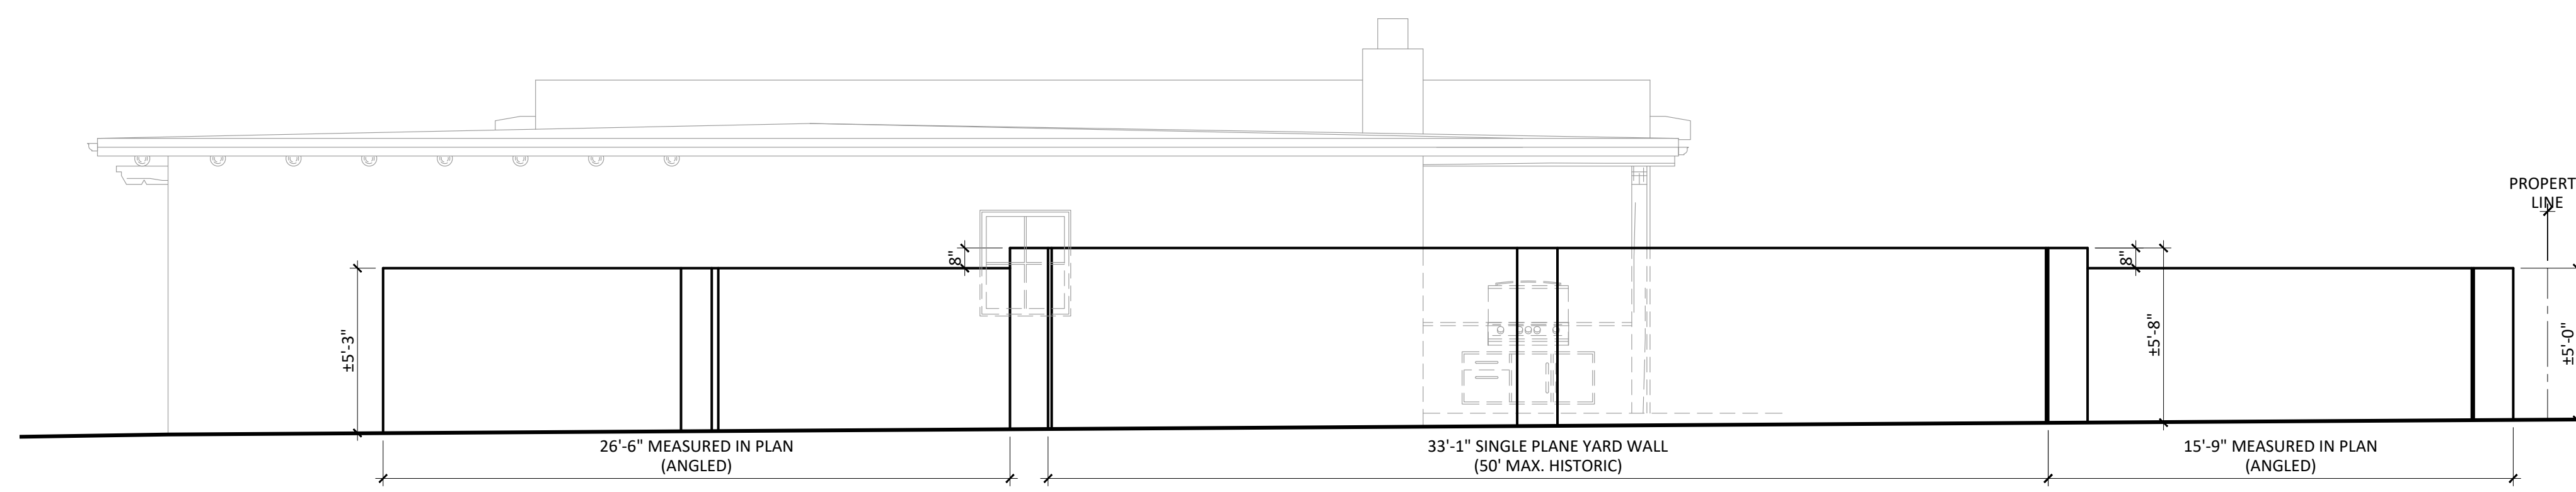 PROPERT
LINE
8"
8"
±5'-3"
±5'-8"
±5'-0"
26'-6" MEASURED IN PLAN
(ANGLED)
33'-1" SINGLE PLANE YARD WALL
(50' MAX. HISTORIC)
15'-9" MEASURED IN PLAN
(ANGLED)